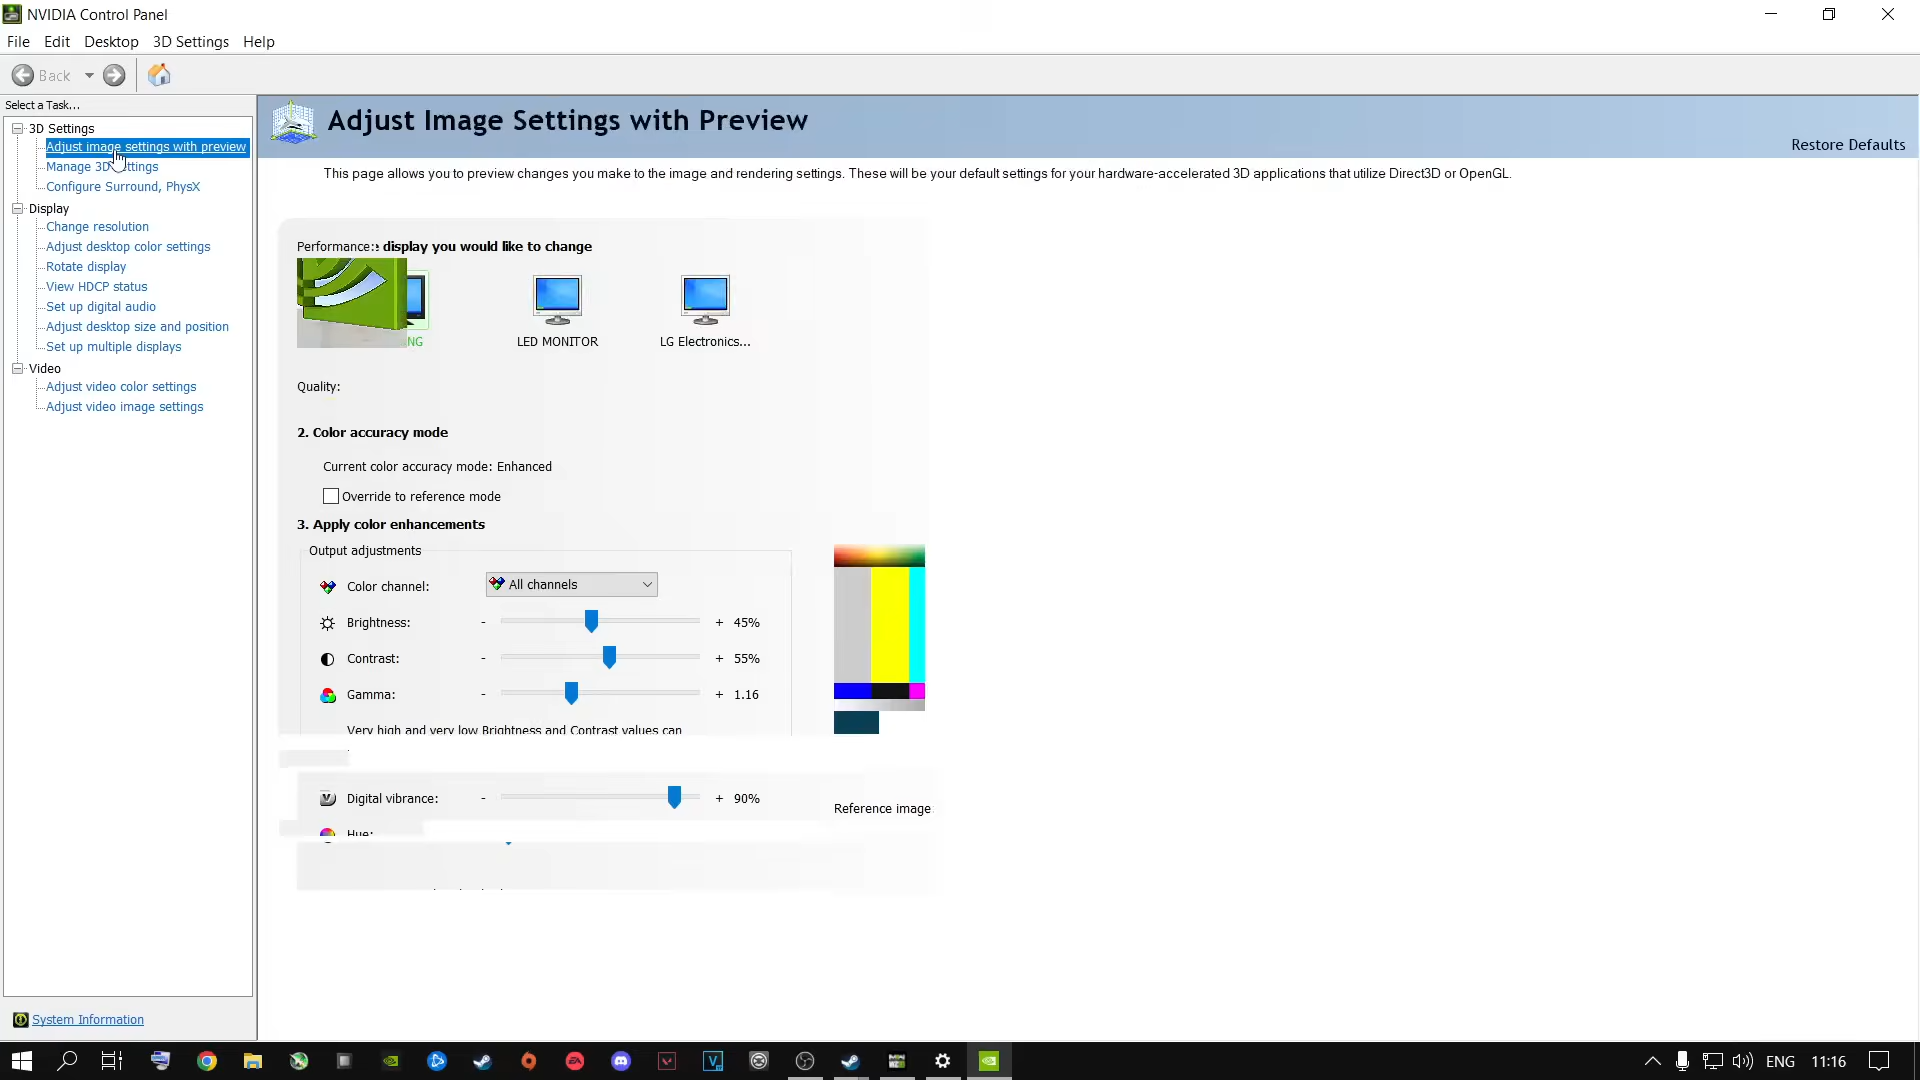 NVIDIA Control Panel
File Edit Desktop 3D Settings Help
Back
Select a Task...
3D Settings
Adjust image settings with preview
Manage 3D ettings
Configure Surround, PhysX
Display
Change resolution
Adjust desktop color settings
Rotate display
View HDCP status
Set up digital audio
Adjust desktop size and position
Set up multiple displays
Video
Adjust video color settings
Adjust video image settings
System Information
Adjust Image Settings with Preview
Restore Defaults
This page allows you to preview changes you make to the image and rendering settings. These will be your default settings for your hardware-accelerated 3D applications that utilize Direct3D or OpenGL.
Performance: display you would like to change
NG
LED MONITOR
LG Electronics...
Quality:
2. Color accuracy mode
Current color accuracy mode: Enhanced
Override to reference mode
3. Apply color enhancements
Output adjustments
Color channel: All channels
Brightness: - + 45%
Contrast: - + 55%
Gamma: - + 1.16
Very high and very low Brightness and Contrast values can
Digital vibrance: - + 90%
Reference image
Hue:
ENG 11:16